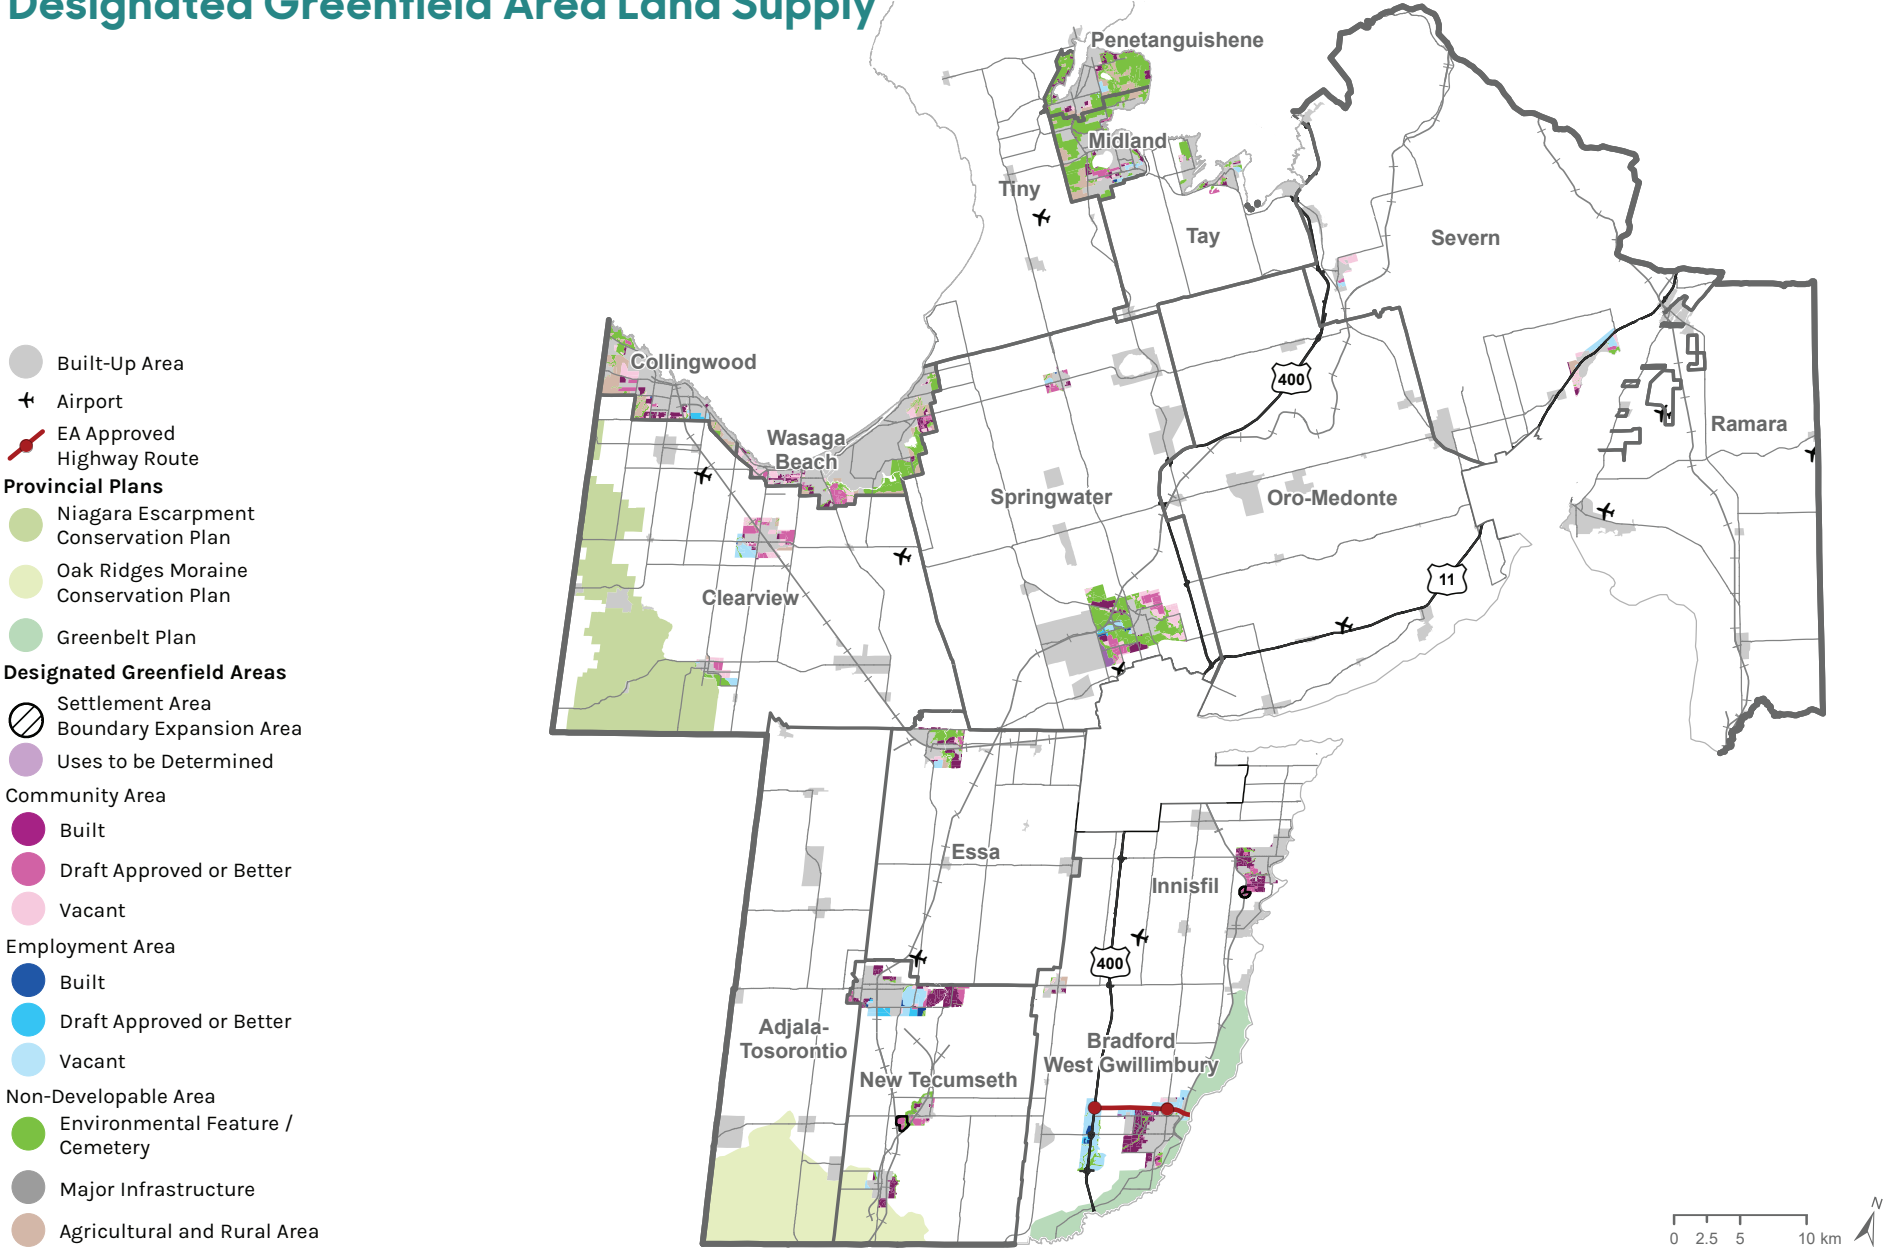 Designated Greenfield Area Land Supply
Built-Up Area
Airport
EA Approved
Highway Route
Provincial Plans
Niagara Escarpment
Conservation Plan
Oak Ridges Moraine
Conservation Plan
Greenbelt Plan
Designated Greenfield Areas
Settlement Area
Boundary Expansion Area
Uses to be Determined
Community Area
Built
Draft Approved or Better
Vacant
Employment Area
Built
Draft Approved or Better
Vacant
Non-Developable Area
Environmental Feature /
Cemetery
Major Infrastructure
Agricultural and Rural Area
Penetanguishene
Midland
Tiny
Tay
Severn
Collingwood
400
Ramara
Wasaga
Beach
Springwater
Oro-Medonte
11
Clearview
Essa
Innisfil
400
Adjala-
Tosorontio
Bradford
West Gwillimbury
New Tecumseth
N
0 2.5 5 10 km